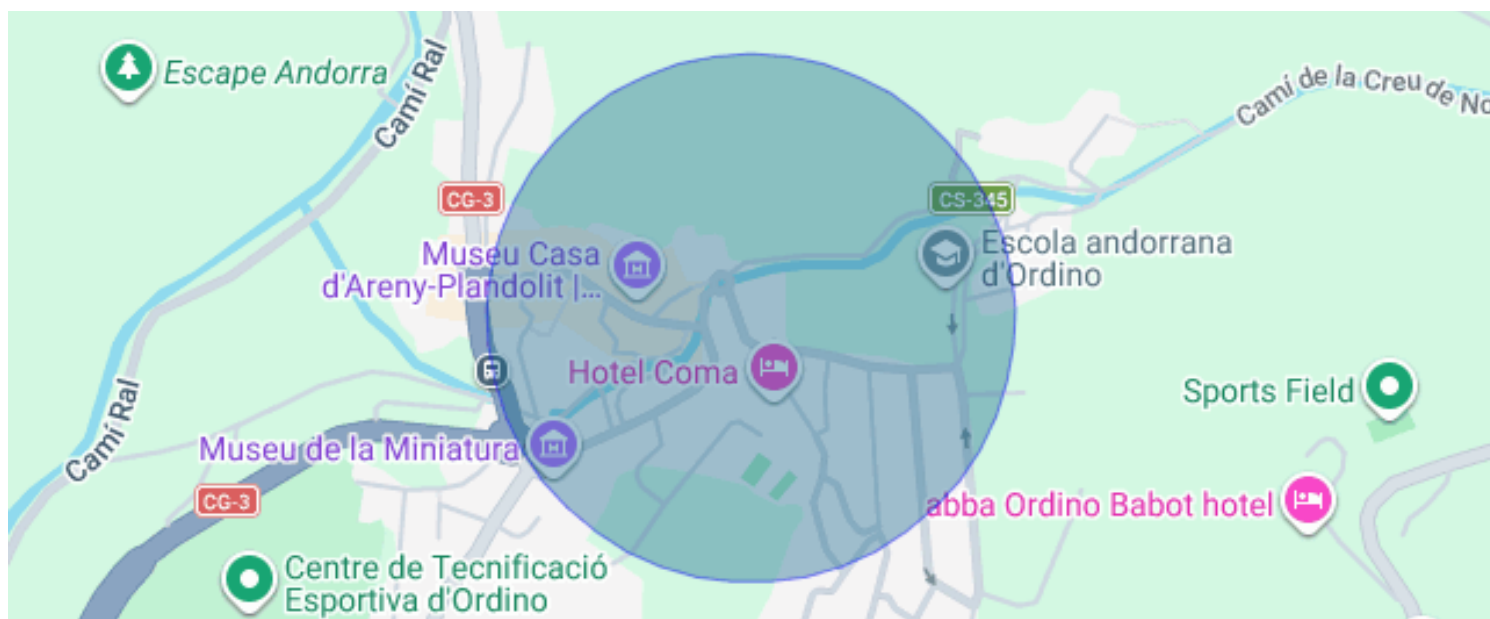 Escape Andorra
Camí Ral
Camí de la Creu de No
CG-3
CS-345
Museu Casa
d'Areny-Plandolit |...
Escola andorrana
d'Ordino
Hotel Coma
Sports Field
Camí Ral
Museu de la Miniatura
CG-3
abba Ordino Babot hotel
Centre de Tecnificació
Esportiva d'Ordino